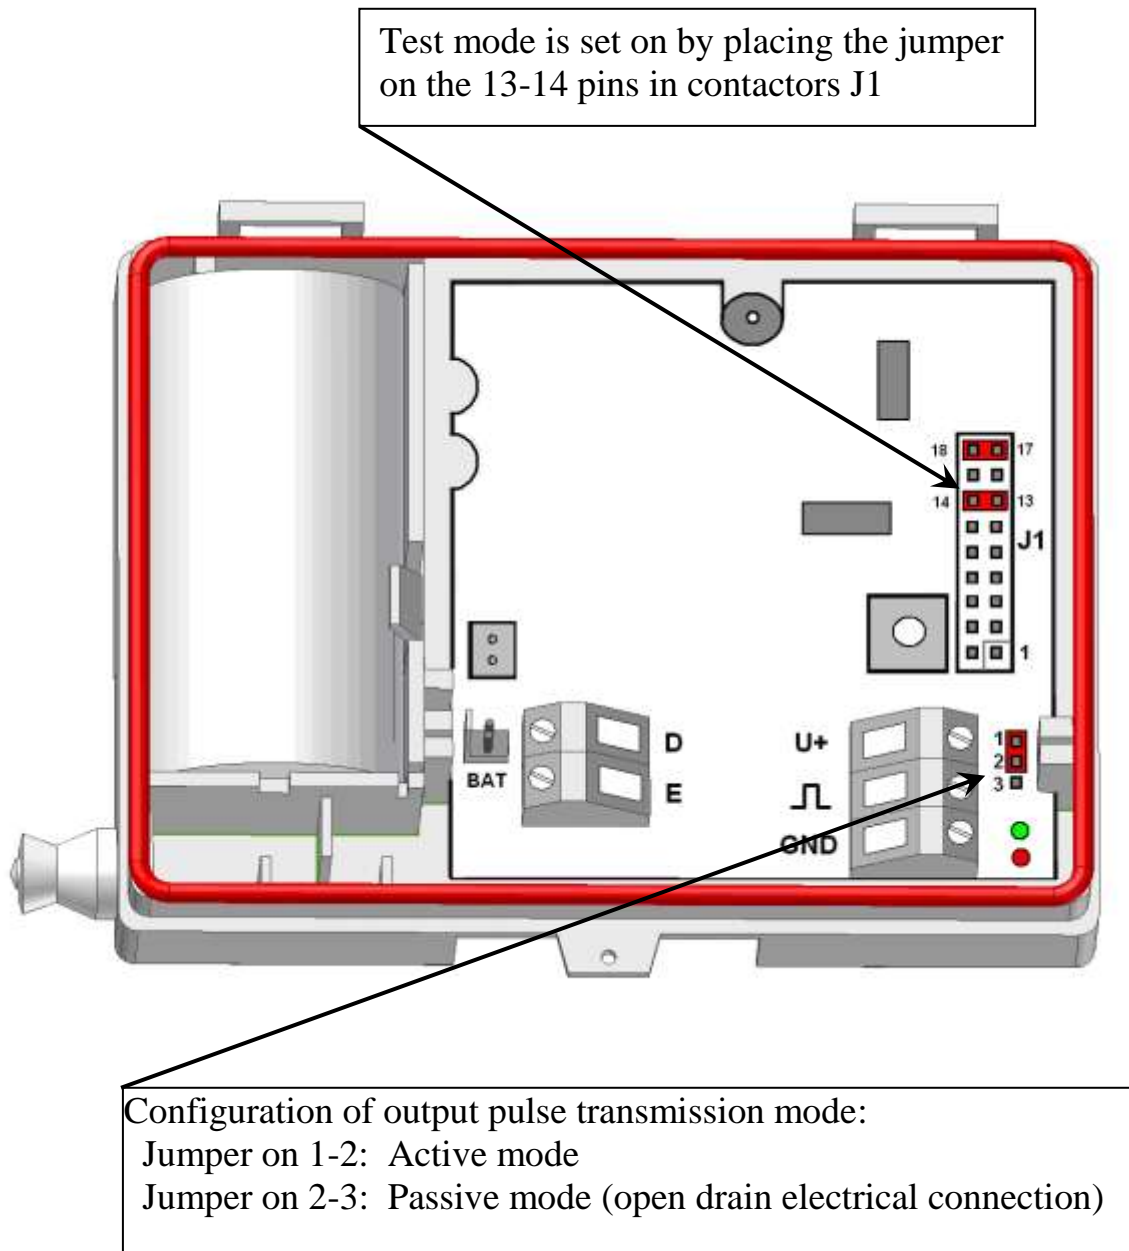 Test mode is set on by placing the jumper
on the 13-14 pins in contactors J1
18 17
14 13
J1
1
D
E
BAT
U+
GND
1
2
3
Configuration of output pulse transmission mode:
Jumper on 1-2: Active mode
Jumper on 2-3: Passive mode (open drain electrical connection)